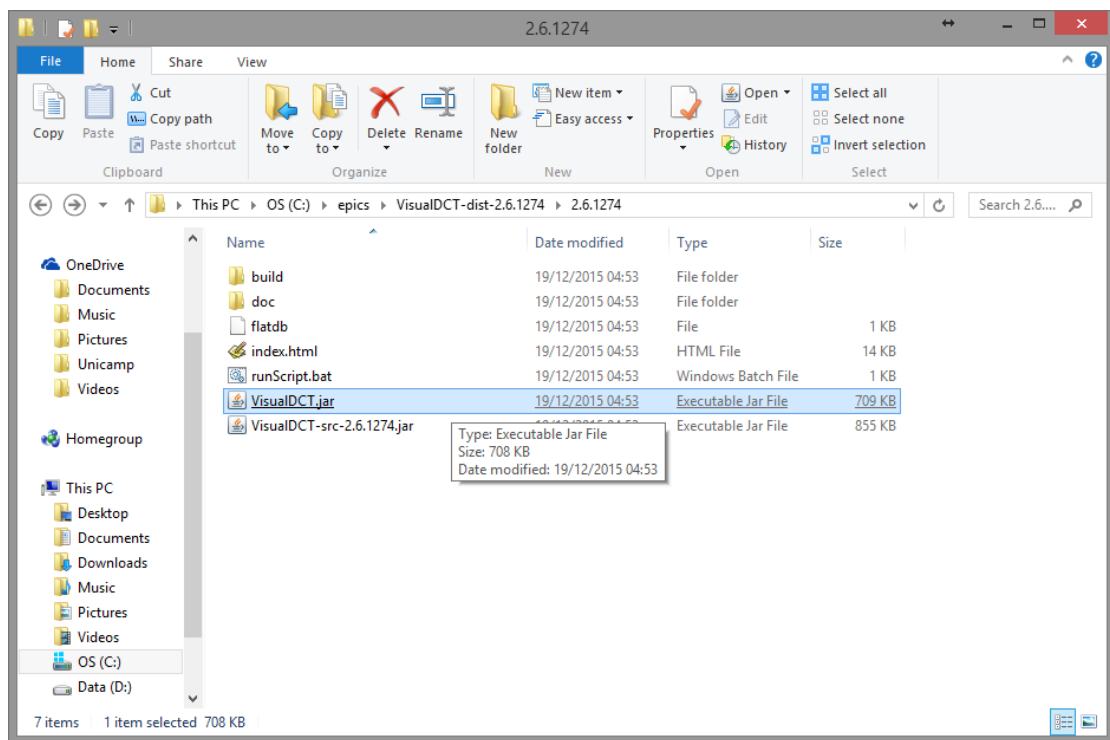 2.6.1274
File Home Share View
Cut
Copy path
Paste shortcut
Copy Paste
Clipboard
Move to
Copy to
Delete Rename
Organize
New folder
New item
Easy access
New
Properties
Open
Edit
History
Open
Select all
Select none
Invert selection
Select
This PC OS (C:) epics VisualDCT-dist-2.6.1274 2.6.1274
Search 2.6....
Name Date modified Type Size
OneDrive
Documents
Music
Pictures
Unicamp
Videos
Homegroup
This PC
Desktop
Documents
Downloads
Music
Pictures
Videos
OS (C:)
Data (D:)
build 19/12/2015 04:53 File folder
doc 19/12/2015 04:53 File folder
flatdb 19/12/2015 04:53 File 1 KB
index.html 19/12/2015 04:53 HTML File 14 KB
runScript.bat 19/12/2015 04:53 Windows Batch File 1 KB
VisualDCT.jar 19/12/2015 04:53 Executable Jar File 709 KB
VisualDCT-src-2.6.1274.jar Executable Jar File 855 KB
Type: Executable Jar File
Size: 708 KB
Date modified: 19/12/2015 04:53
7 items 1 item selected 708 KB